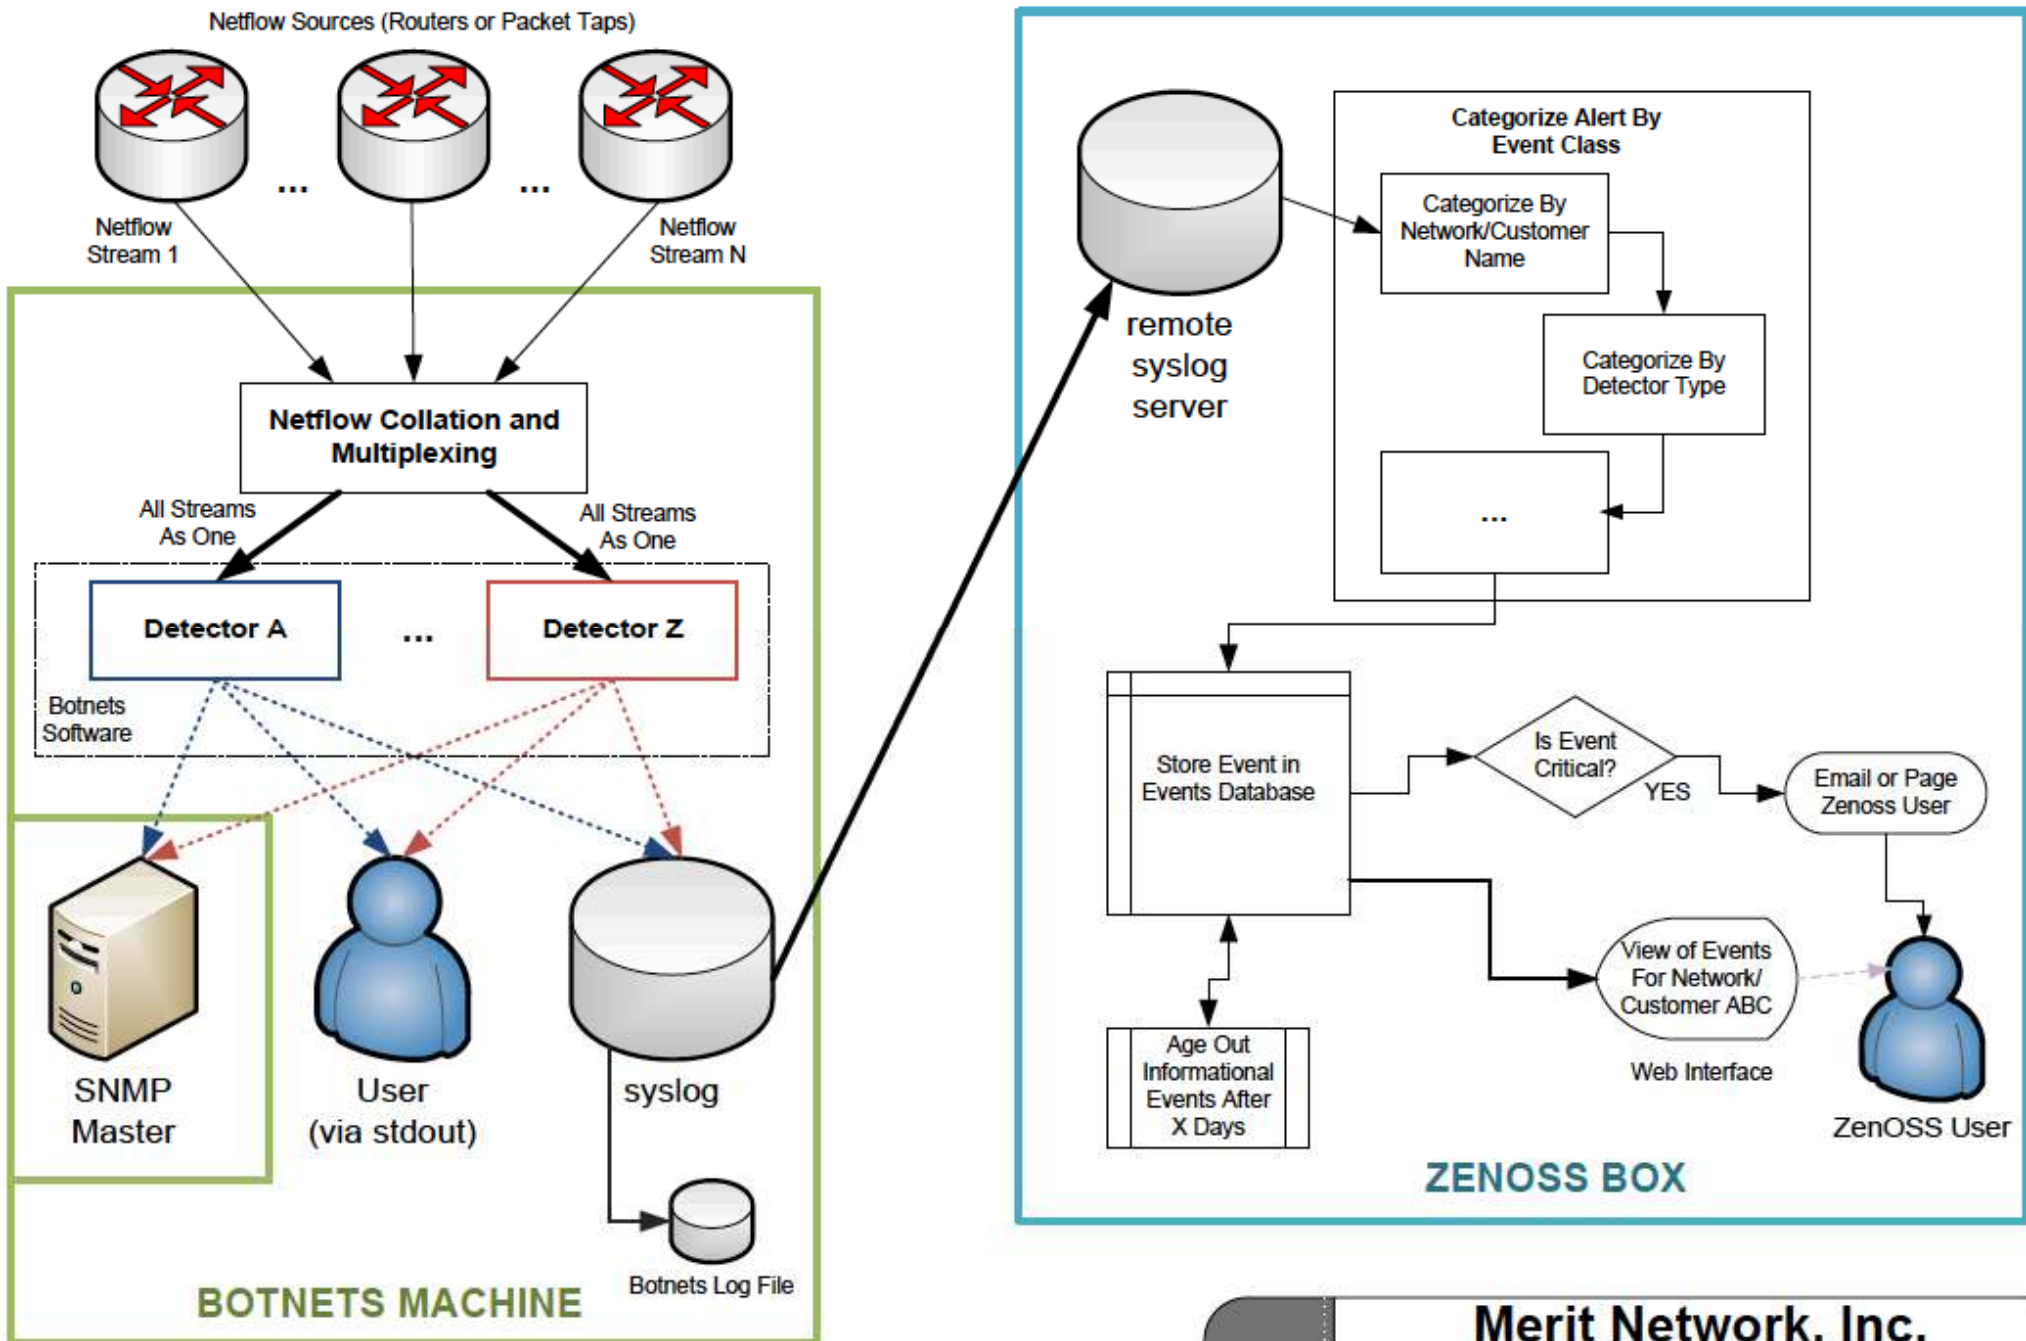 Netflow Sources (Routers or Packet Taps)
...
...
Netflow
Stream 1
Netflow
Stream N
Netflow Collation and
Multiplexing
All Streams
As One
All Streams
As One
Detector A
...
Detector Z
Botnets
Software
SNMP
Master
User
(via stdout)
syslog
Botnets Log File
BOTNETS MACHINE
remote
syslog
server
Categorize Alert By
Event Class
Categorize By
Network/Customer
Name
Categorize By
Detector Type
...
Store Event in
Events Database
Is Event
Critical?
YES
Email or Page
Zenoss User
View of Events
For Network/
Customer ABC
Web Interface
Age Out
Informational
Events After
X Days
ZenOSS User
ZENOSS BOX
Merit Network, Inc.